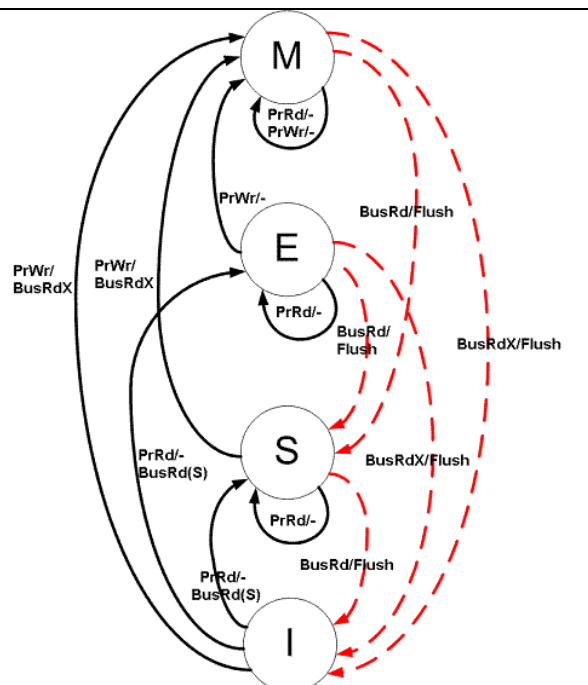 M
PrRd/-
PrWr/-
PrWr/-
BusRd/Flush
E
PrWr/
BusRdX
PrWr/
BusRdX
PrRd/-
BusRd/
Flush
BusRdX/Flush
S
PrRd/-
BusRd(S)
BusRdX/Flush
PrRd/-
BusRd/Flush
PrRd/-
BusRd(S)
I